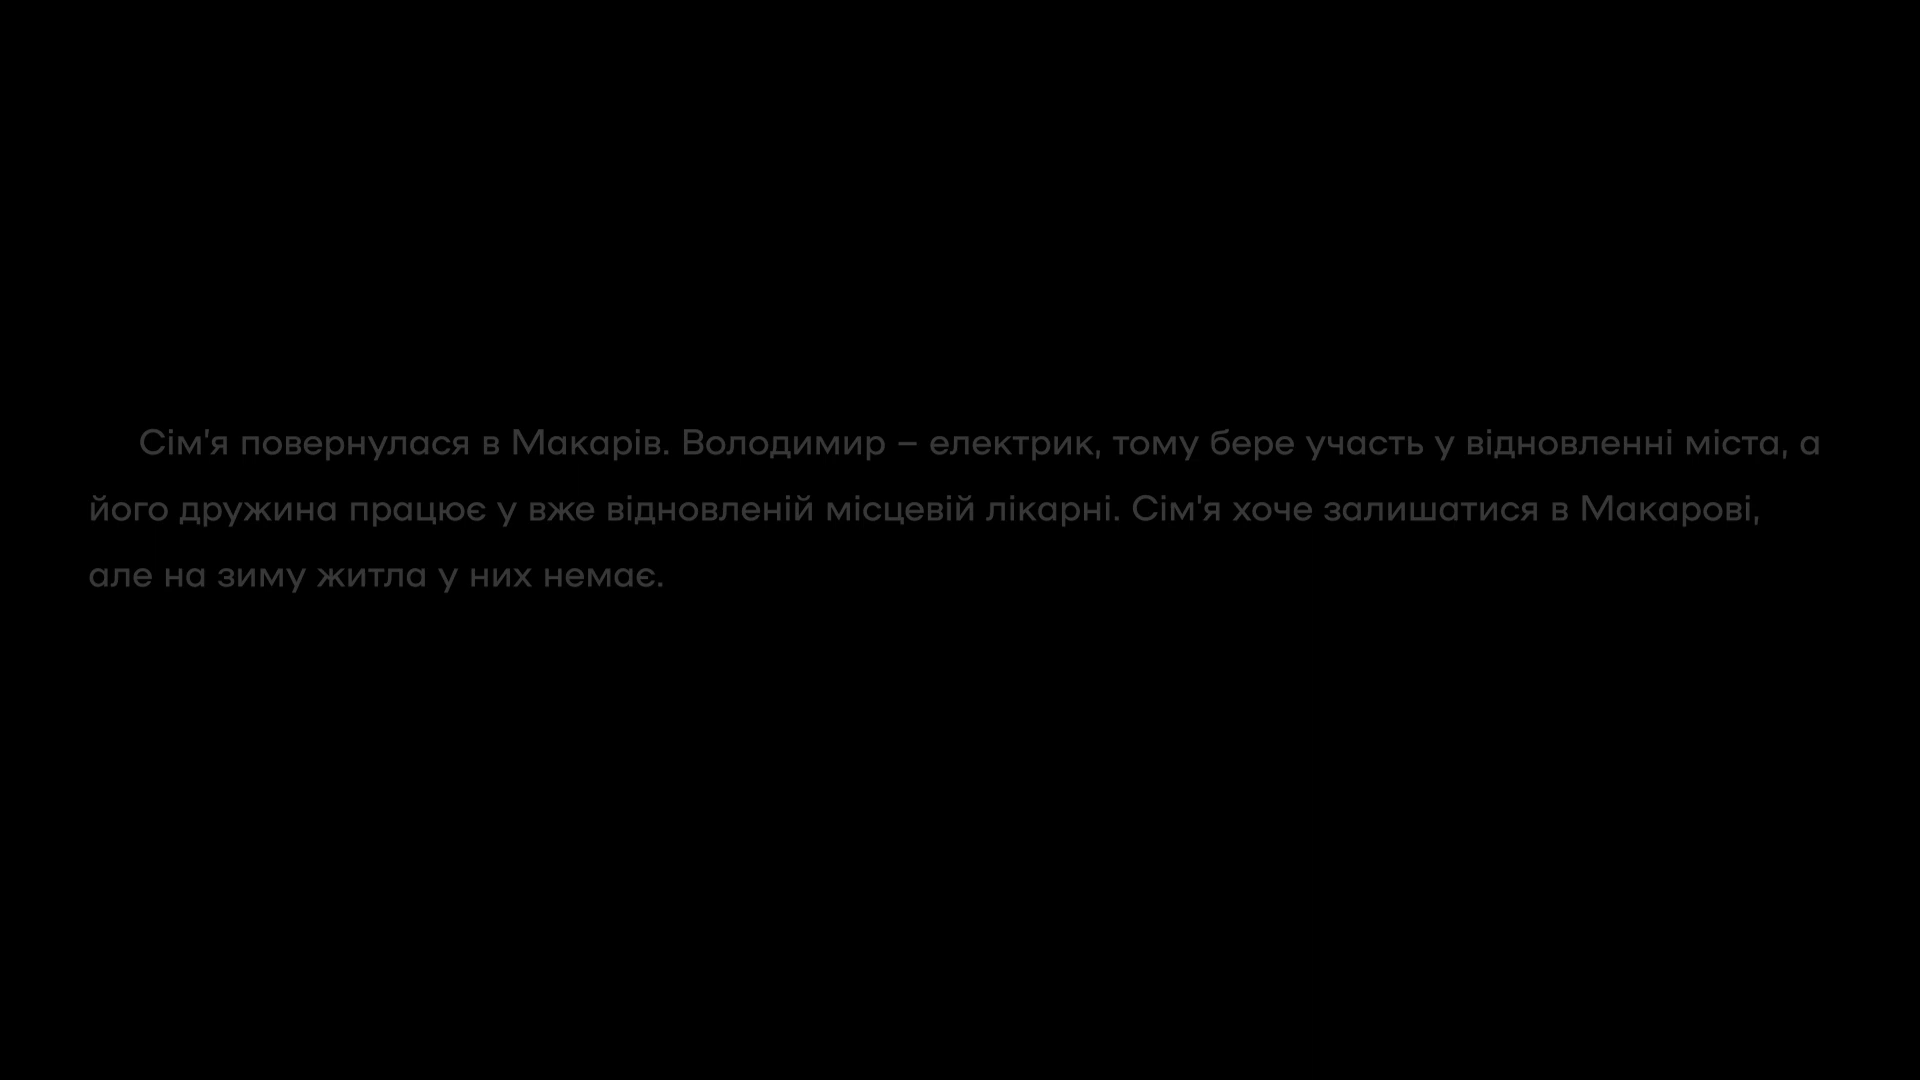 Сім'я повернулася в Макарів. Володимир – електрик, тому бере участь у відновленні міста, а
його дружина працює у вже відновленій місцевій лікарні. Сім'я хоче залишатися в Макарові,
але на зиму житла у них немає.